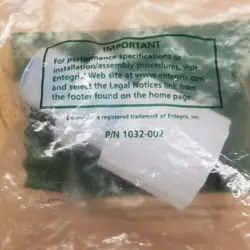 IMPORTANT
For performance specifications or
installation/assembly procedures, visit
Entegris Web site at www.entegris.com
and select the Legal Notices link from
the footer found on the home page.
Entegris is a registered trademark of Entegris, Inc.
P/N 1032-002